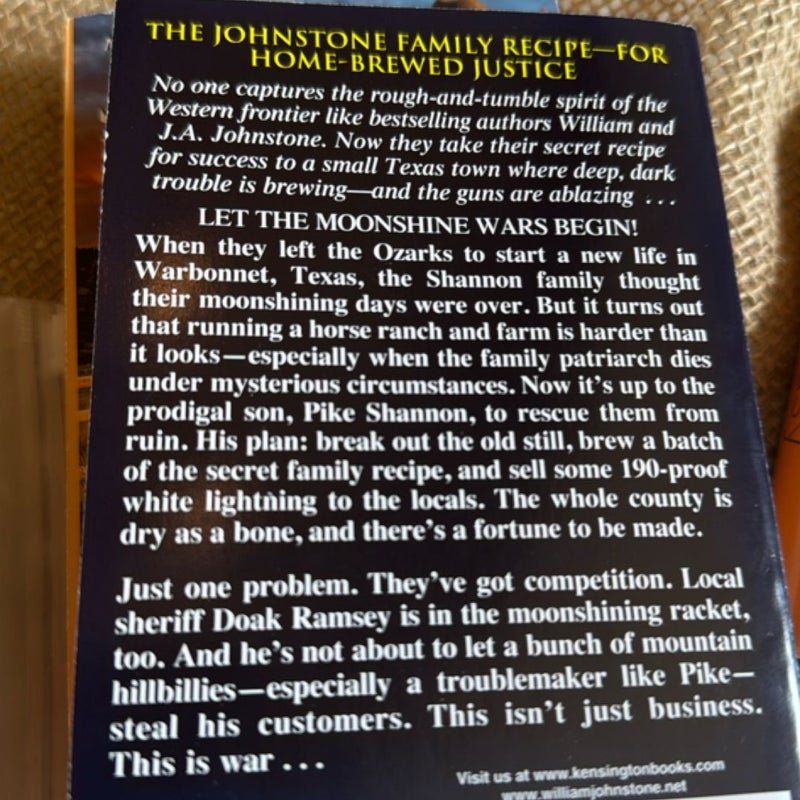 THE JOHNSTONE FAMILY RECIPE—FOR
HOME-BREWED JUSTICE
No one captures the rough-and-tumble spirit of the
Western frontier like bestselling authors William and
J.A. Johnstone. Now they take their secret recipe
for success to a small Texas town where deep, dark
trouble is brewing—and the guns are ablazing . . .
LET THE MOONSHINE WARS BEGIN!
When they left the Ozarks to start a new life in
Warbonnet, Texas, the Shannon family thought
their moonshining days were over. But it turns out
that running a horse ranch and farm is harder than
it looks—especially when the family patriarch dies
under mysterious circumstances. Now it's up to the
prodigal son, Pike Shannon, to rescue them from
ruin. His plan: break out the old still, brew a batch
of the secret family recipe, and sell some 190-proof
white lightning to the locals. The whole county is
dry as a bone, and there's a fortune to be made.
Just one problem. They've got competition. Local
sheriff Doak Ramsey is in the moonshining racket,
too. And he's not about to let a bunch of mountain
hillbillies—especially a troublemaker like Pike—
steal his customers. This isn't just business.
This is war . . .
Visit us at www.kensingtonbooks.com
www.williamjohnstone.net